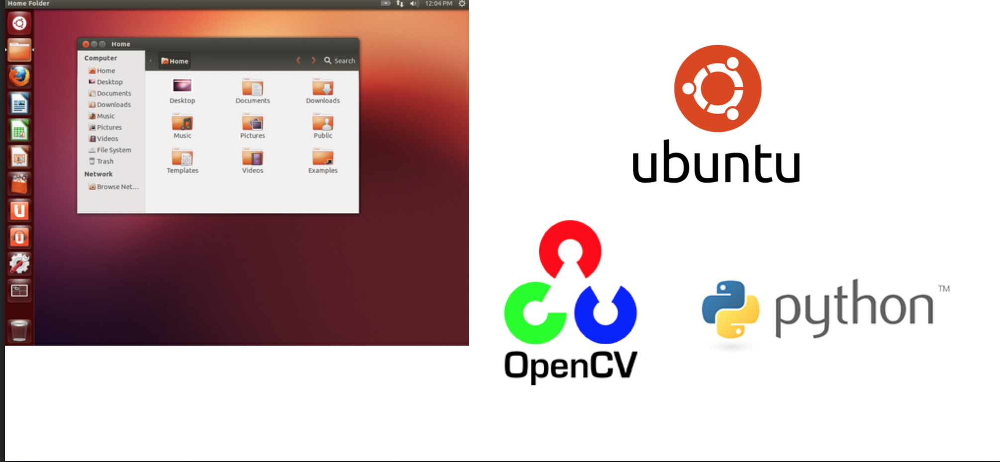 Home Folder
12:04 PM
Home
Computer
Home
Desktop
Documents
Downloads
Music
Pictures
Videos
File System
Trash
Network
Browse Net...
Home
Search
Desktop
Documents
Downloads
Music
Pictures
Public
Templates
Videos
Examples
ubuntu
OpenCV
python™